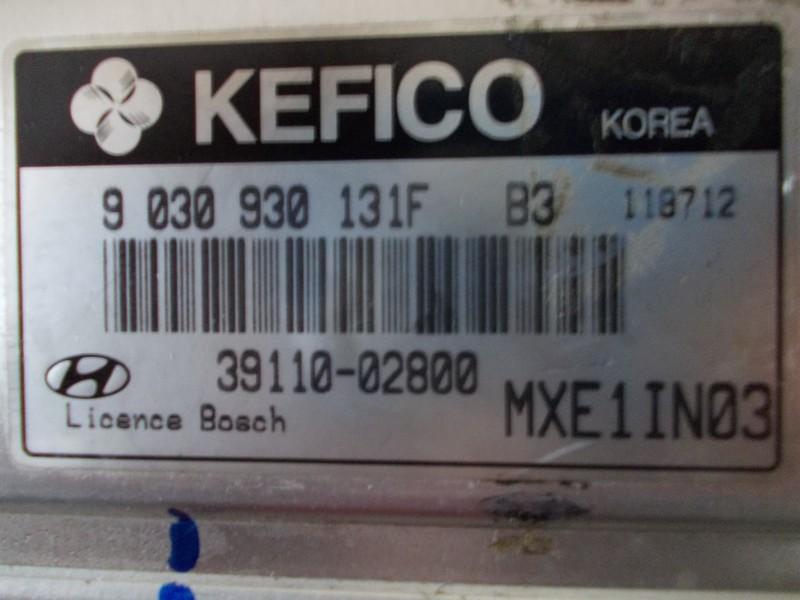 KEFICO KOREA
9 030 930 131F B3 118712
39110-02800
Licence Bosch MXE1IN03